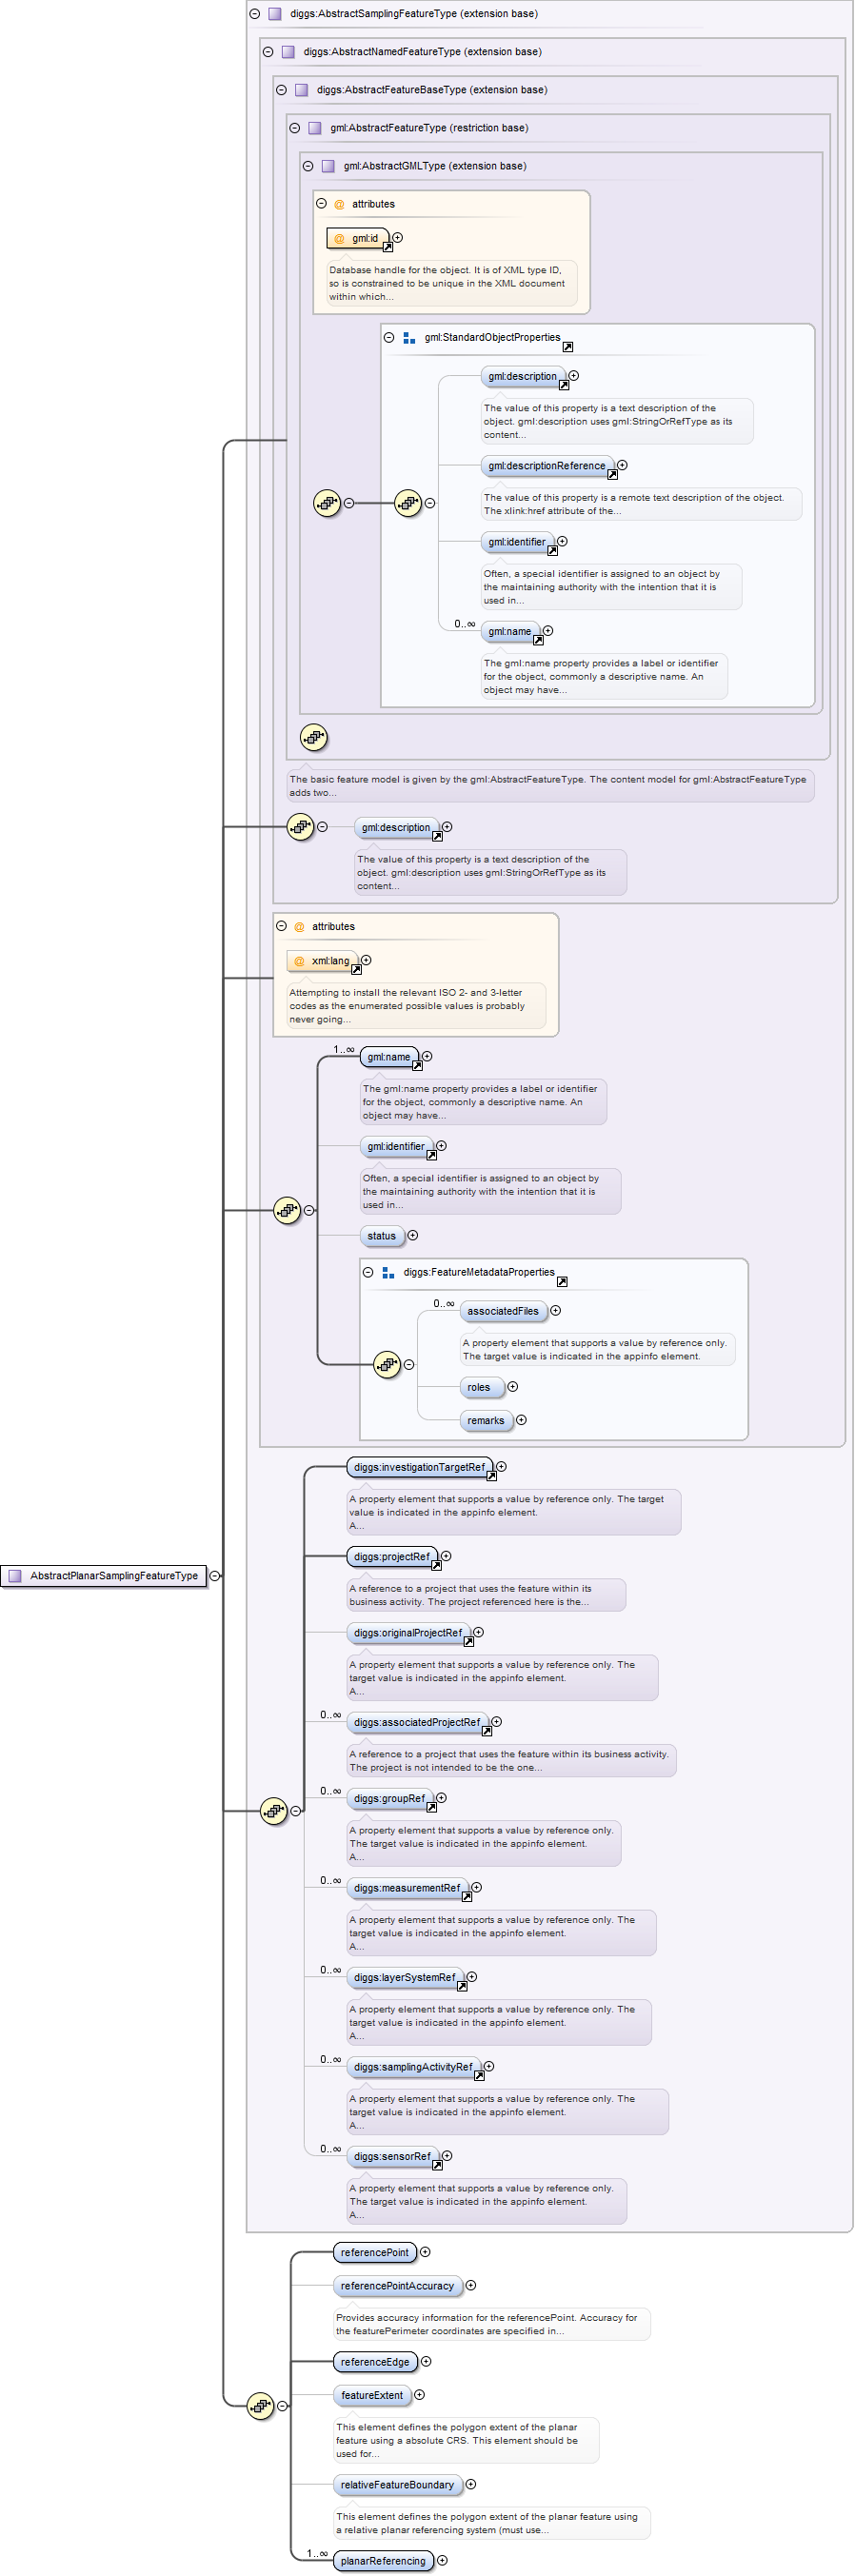 diggs:AbstractSamplingFeatureType (extension base)
diggs:AbstractNamedFeatureType (extension base)
diggs:AbstractFeatureBaseType (extension base)
gml:AbstractFeatureType (restriction base)
gml:AbstractGMLType (extension base)
@ attributes
@ gml:id
Database handle for the object. It is of XML type ID,
so is constrained to be unique in the XML document
within which...
gml:StandardObjectProperties
gml:description
The value of this property is a text description of the
object. gml:description uses gml:StringOrRefType as its
content...
gml:descriptionReference
The value of this property is a remote text description of the object.
The xlink:href attribute of the...
gml:identifier
Often, a special identifier is assigned to an object by
the maintaining authority with the intention that it is
used in...
0..∞
gml:name
The gml:name property provides a label or identifier
for the object, commonly a descriptive name. An
object may have...
The basic feature model is given by the gml:AbstractFeatureType. The content model for gml:AbstractFeatureType
adds two...
gml:description
The value of this property is a text description of the
object. gml:description uses gml:StringOrRefType as its
content...
@ attributes
@ xml:lang
Attempting to install the relevant ISO 2- and 3-letter
codes as the enumerated possible values is probably
never going...
1..∞
gml:name
The gml:name property provides a label or identifier
for the object, commonly a descriptive name. An
object may have...
gml:identifier
Often, a special identifier is assigned to an object by
the maintaining authority with the intention that it is
used in...
status
diggs:FeatureMetadataProperties
0..∞
associatedFiles
A property element that supports a value by reference only.
The target value is indicated in the appinfo element.
roles
remarks
diggs:investigationTargetRef
A property element that supports a value by reference only. The target
value is indicated in the appinfo element.
A...
diggs:projectRef
A reference to a project that uses the feature within its
business activity. The project referenced here is the...
AbstractPlanarSamplingFeatureType
diggs:originalProjectRef
A property element that supports a value by reference only. The
target value is indicated in the appinfo element.
A...
0..∞
diggs:associatedProjectRef
A reference to a project that uses the feature within its business activity.
The project is not intended to be the one...
0..∞
diggs:groupRef
A property element that supports a value by reference only.
The target value is indicated in the appinfo element.
A...
0..∞
diggs:measurementRef
A property element that supports a value by reference only. The
target value is indicated in the appinfo element.
A...
0..∞
diggs:layerSystemRef
A property element that supports a value by reference only. The
target value is indicated in the appinfo element.
A...
0..∞
diggs:samplingActivityRef
A property element that supports a value by reference only. The
target value is indicated in the appinfo element.
A...
0..∞
diggs:sensorRef
A property element that supports a value by reference only.
The target value is indicated in the appinfo element.
A...
referencePoint
referencePointAccuracy
Provides accuracy information for the referencePoint. Accuracy for
the featurePerimeter coordinates are specified in...
referenceEdge
featureExtent
This element defines the polygon extent of the planar
feature using a absolute CRS. This element should be
used for...
relativeFeatureBoundary
This element defines the polygon extent of the planar feature using
a relative planar referencing system (must use...
1..∞
planarReferencing